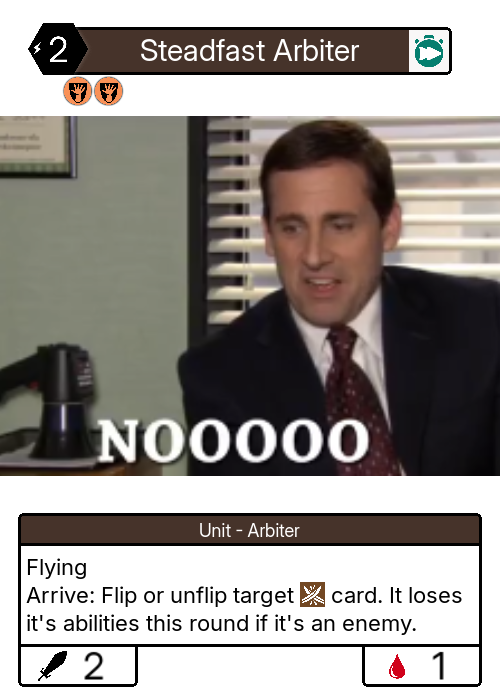 2 Steadfast Arbiter
NOOOOO
Unit - Arbiter
Flying
Arrive: Flip or unflip target card. It loses
it's abilities this round if it's an enemy.
2 1